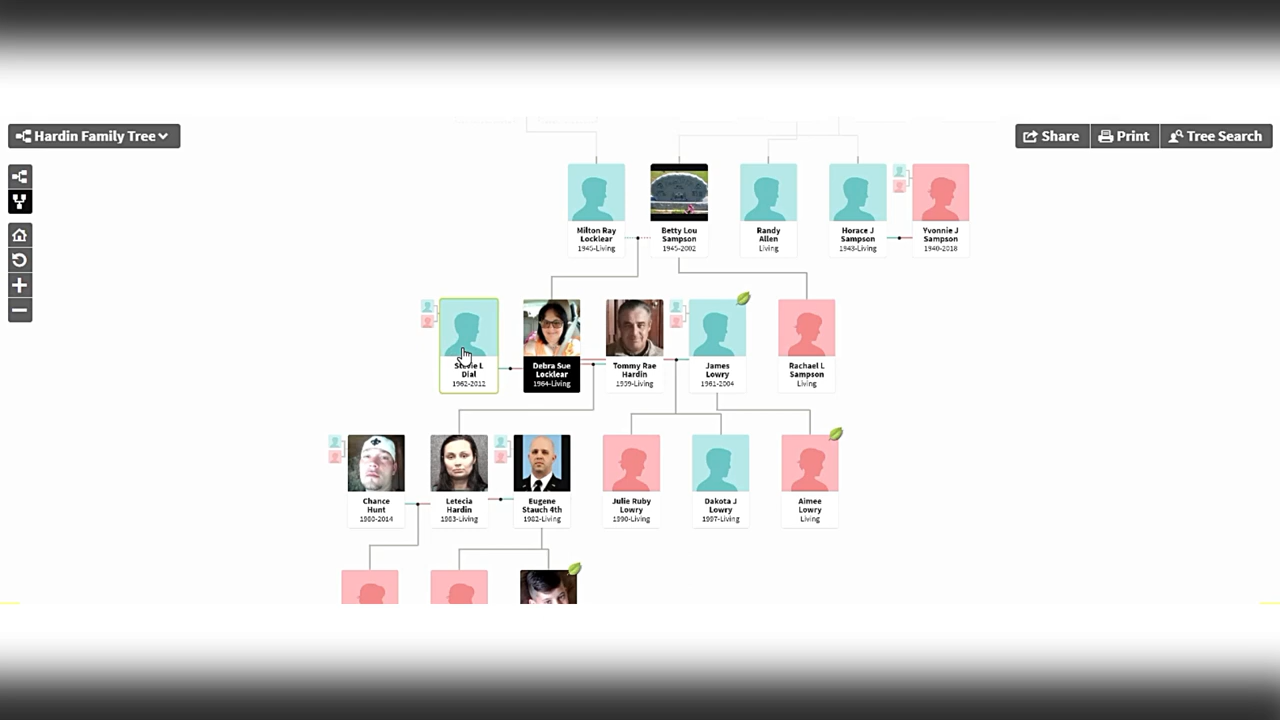 Hardin Family Tree
Share
Print
Tree Search
Milton Ray
Locklear
1945-Living
Betty Lou
Sampson
1945-2002
Randy
Allen
Living
Horace J
Sampson
1943-Living
Yvonnie J
Sampson
1940-2018
L
Dial
1962-2012
Debra Sue
Locklear
1964-Living
Tommy Rae
Hardin
1959-Living
James
Lowry
1961-2004
Rachael L
Sampson
Living
Chance
Hunt
1980-2014
Letecia
Hardin
1983-Living
Eugene
Stauch 4th
1982-Living
Julie Ruby
Lowry
1990-Living
Dakota J
Lowry
1997-Living
Aimee
Lowry
Living